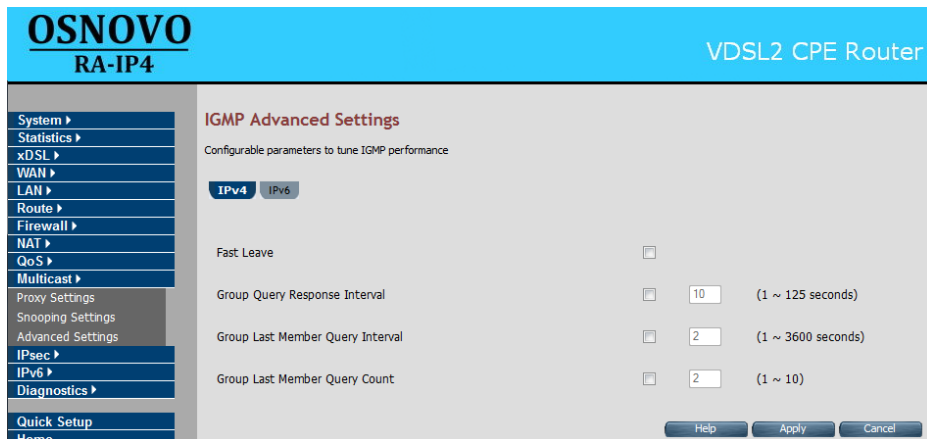 OSNOVO
RA-IP4
VDSL2 CPE Router
System
Statistics
xDSL
WAN
LAN
Route
Firewall
NAT
QoS
Multicast
Proxy Settings
Snooping Settings
Advanced Settings
IPsec
IPv6
Diagnostics
Quick Setup
Home
IGMP Advanced Settings
Configurable parameters to tune IGMP performance
IPv4 IPv6
Fast Leave
Group Query Response Interval 10 (1 ~ 125 seconds)
Group Last Member Query Interval 2 (1 ~ 3600 seconds)
Group Last Member Query Count 2 (1 ~ 10)
Help Apply Cancel